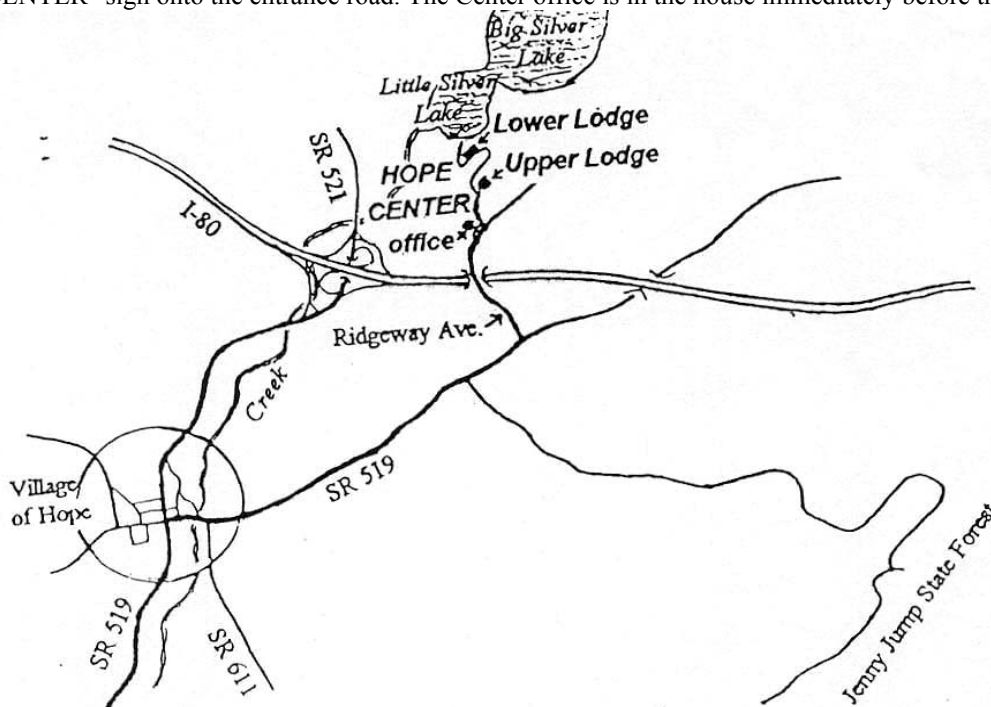 ENTER" sign onto the entrance road. The Center office is in the house immediately before th
Big Silver
Lake
Little Silver
Lake
Lower Lodge
HOPE
Upper Lodge
CENTER
office
SR 521
I-80
Ridgeway Ave.
Creek
SR 519
Village
of Hope
SR 519
SR 611
Jenny Jump State Forest